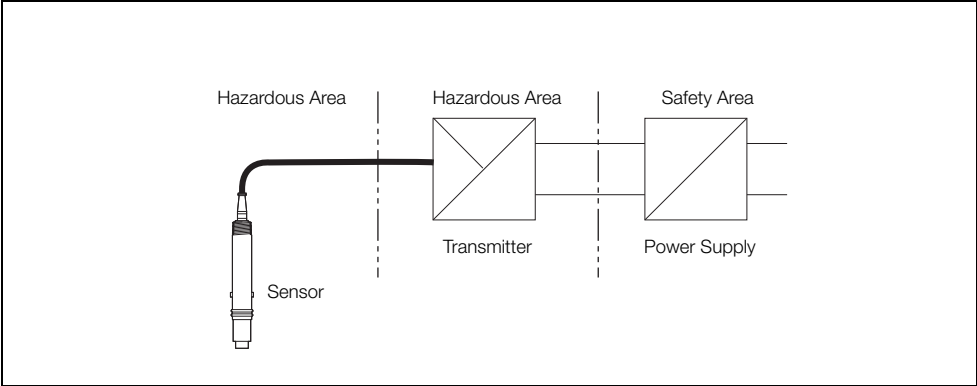 Hazardous Area
Hazardous Area
Safety Area
Transmitter
Power Supply
Sensor